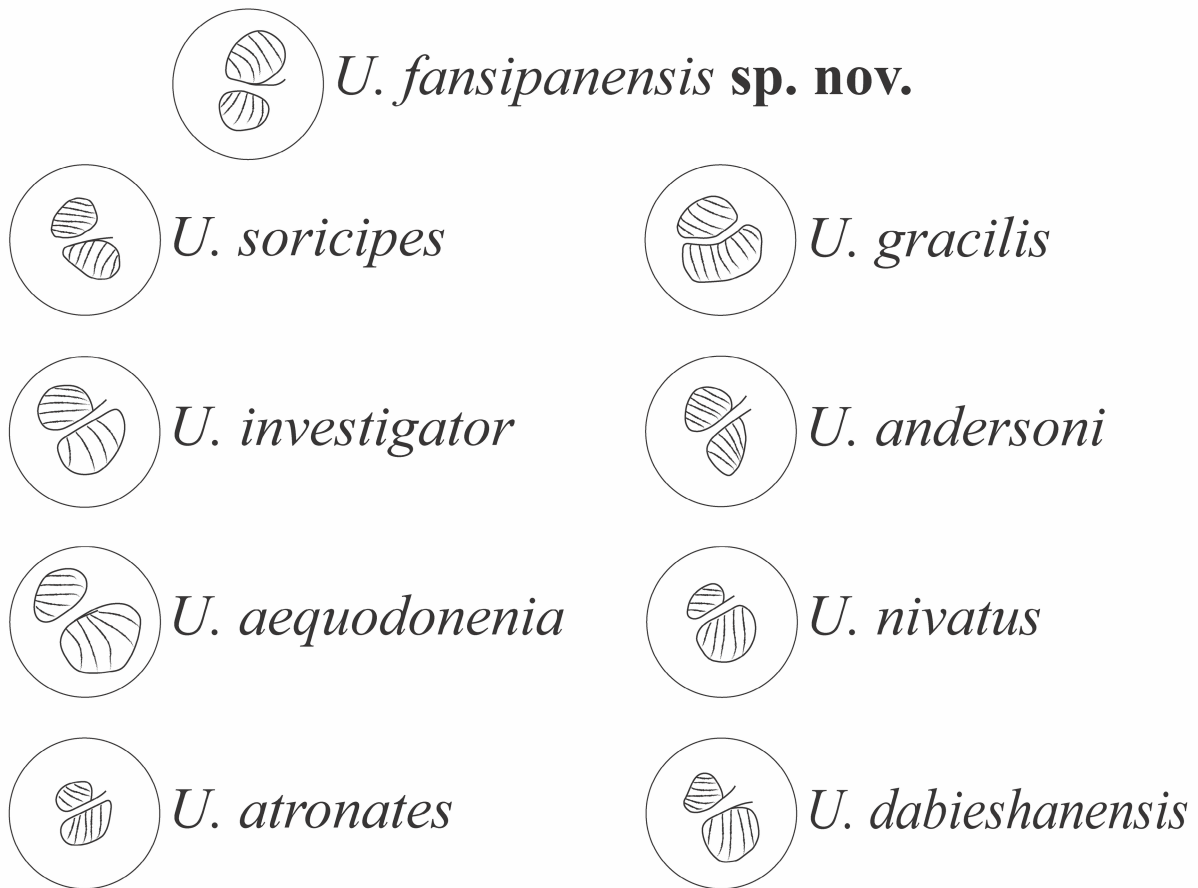 U. fansipanensis sp. nov.
U. soricipes
U. gracilis
U. investigator
U. andersoni
U. aequodonenia
U. nivatus
U. atronates
U. dabieshanensis